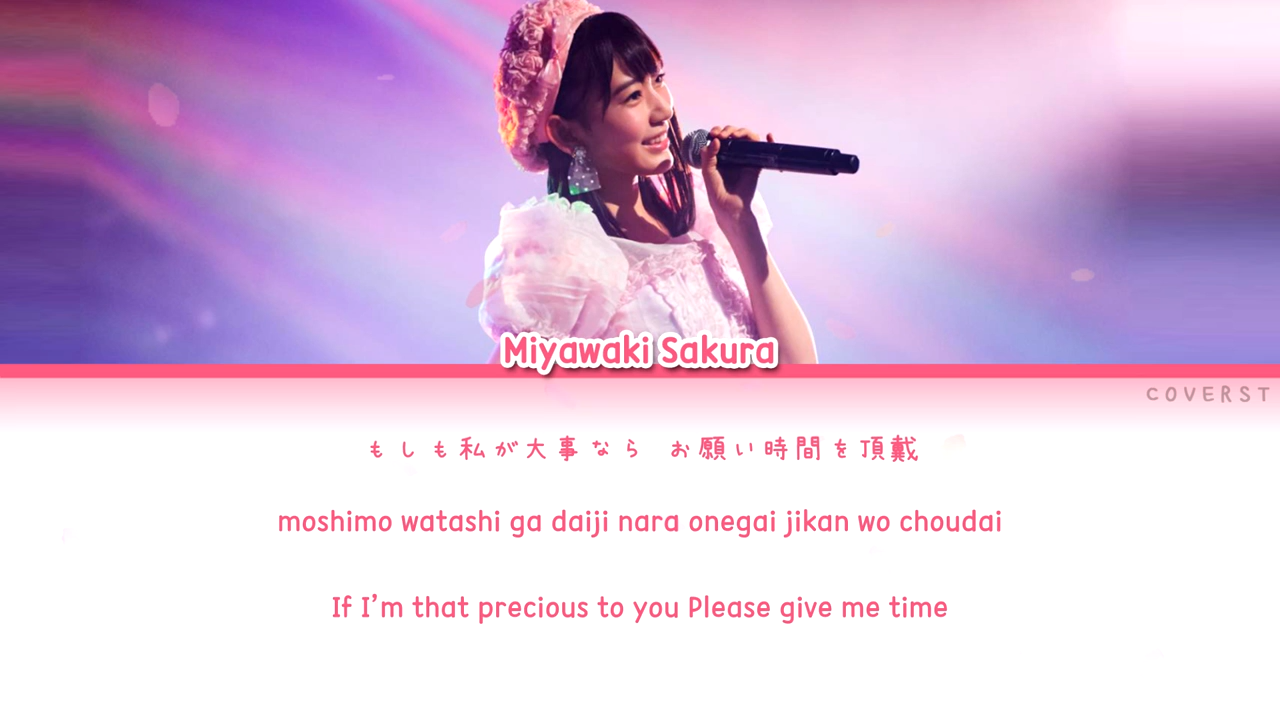 Miyawaki Sakura
COVERST
もしも私が大事なら お願い時間を頂戴
moshimo watashi ga daiji nara onegai jikan wo choudai
If I’m that precious to you Please give me time